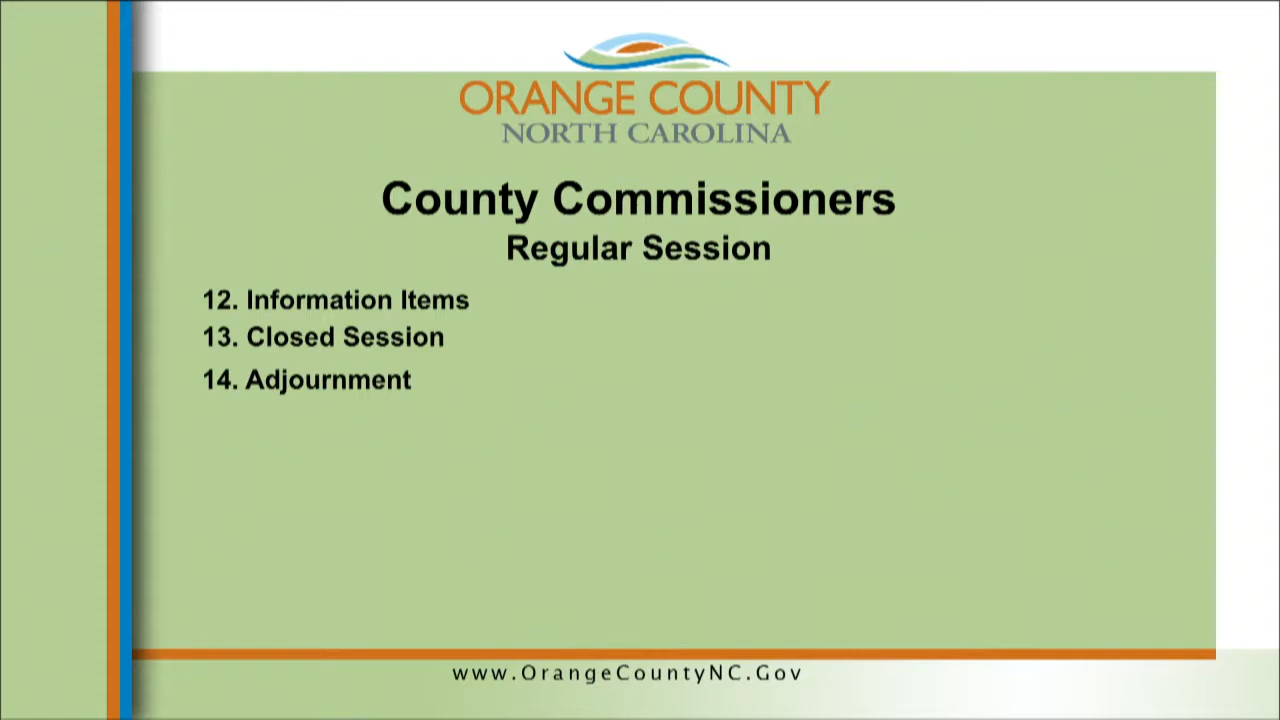 ORANGE COUNTY
NORTH CAROLINA
County Commissioners
Regular Session
12. Information Items
13. Closed Session
14. Adjournment
www.OrangeCountyNC.Gov